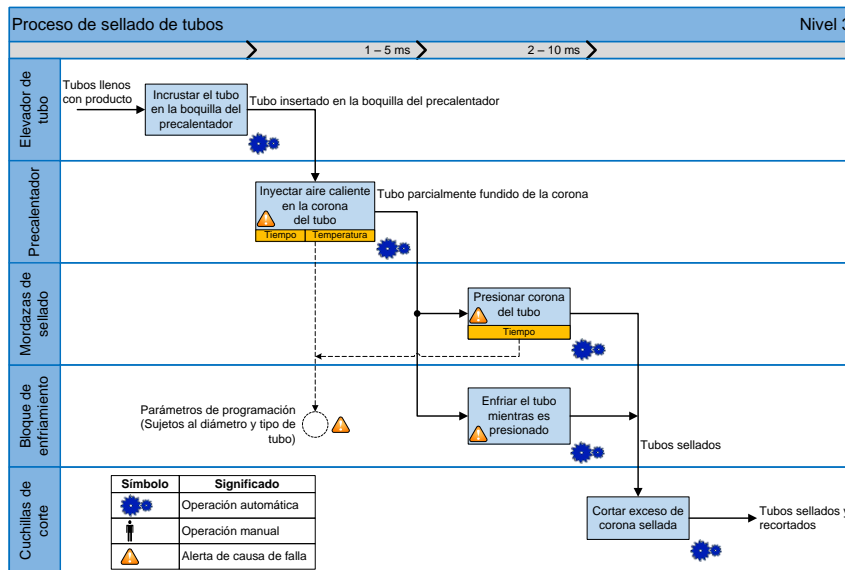 Proceso de sellado de tubos
Nivel 3
1 – 5 ms
2 – 10 ms
Elevador de
tubo
Tubos llenos
con producto
Incrustar el tubo
en la boquilla del
precalentador
Tubo insertado en la boquilla del precalentador
Precalentador
Inyectar aire caliente
en la corona
del tubo
Tiempo
Temperatura
Tubo parcialmente fundido de la corona
Mordazas de
sellado
Presionar corona
del tubo
Tiempo
Bloque de
enfriamiento
Parámetros de programación
(Sujetos al diámetro y tipo de
tubo)
Enfriar el tubo
mientras es
presionado
Tubos sellados
Cuchillas de
corte
Símbolo
Significado
Operación automática
Operación manual
Alerta de causa de falla
Cortar exceso de
corona sellada
Tubos sellados y
recortados